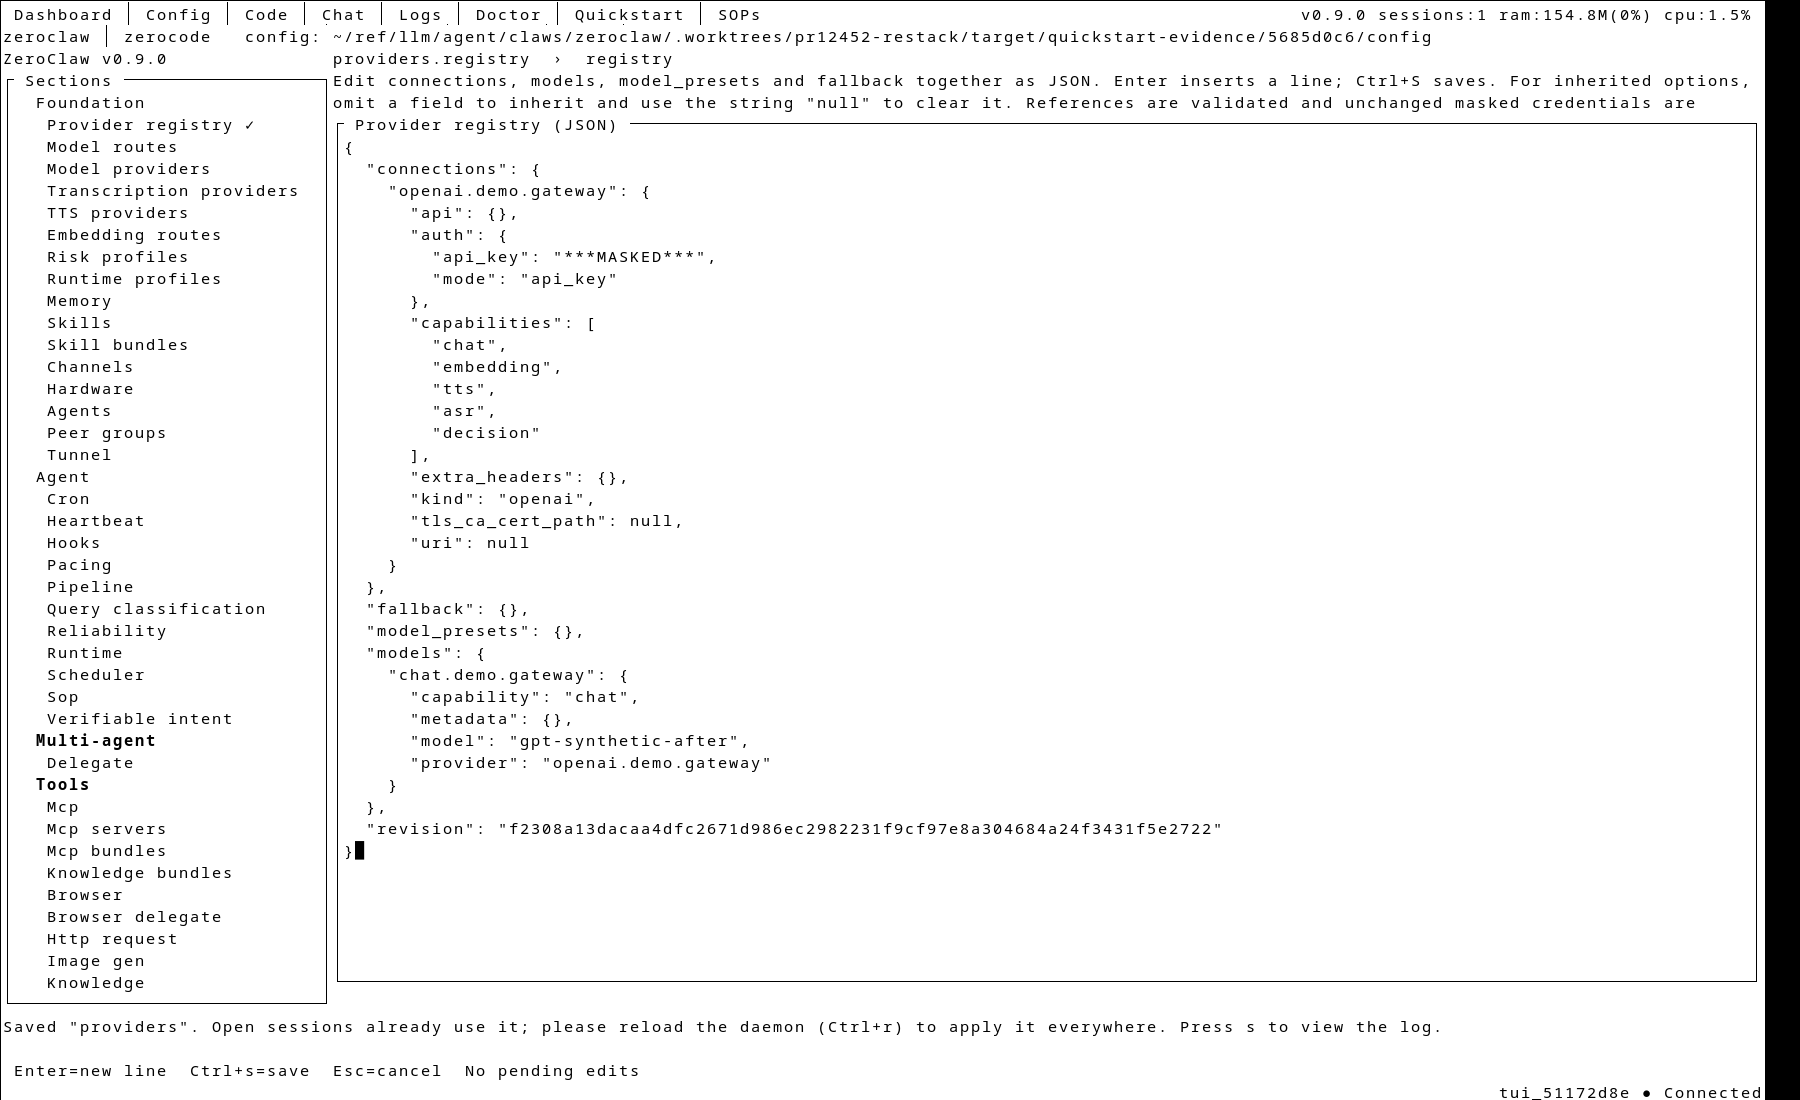 Dashboard │ Config │ Code │ Chat │ Logs │ Doctor │ Quickstart │ SOPs v0.9.0 sessions:1 ram:154.8M(0%) cpu:1.5%
zeroclaw │ zerocode config: ~/ref/llm/agent/claws/zeroclaw/.worktrees/pr12452-restack/target/quickstart-evidence/5685d0c6/config
ZeroClaw v0.9.0
providers.registry › registry
Sections
Foundation
Provider registry ✓
Model routes
Model providers
Transcription providers
TTS providers
Embedding routes
Risk profiles
Runtime profiles
Memory
Skills
Skill bundles
Channels
Hardware
Agents
Peer groups
Tunnel
Agent
Cron
Heartbeat
Hooks
Pacing
Pipeline
Query classification
Reliability
Runtime
Scheduler
Sop
Verifiable intent
Multi-agent
Delegate
Tools
Mcp
Mcp servers
Mcp bundles
Knowledge bundles
Browser
Browser delegate
Http request
Image gen
Knowledge
Edit connections, models, model_presets and fallback together as JSON. Enter inserts a line; Ctrl+S saves. For inherited options,
omit a field to inherit and use the string "null" to clear it. References are validated and unchanged masked credentials are
Provider registry (JSON)
{
  "connections": {
    "openai.demo.gateway": {
      "api": {},
      "auth": {
        "api_key": "***MASKED***",
        "mode": "api_key"
      },
      "capabilities": [
        "chat",
        "embedding",
        "tts",
        "asr",
        "decision"
      ],
      "extra_headers": {},
      "kind": "openai",
      "tls_ca_cert_path": null,
      "uri": null
    }
  },
  "fallback": {},
  "model_presets": {},
  "models": {
    "chat.demo.gateway": {
      "capability": "chat",
      "metadata": {},
      "model": "gpt-synthetic-after",
      "provider": "openai.demo.gateway"
    }
  },
  "revision": "f2308a13dacaa4dfc2671d986ec2982231f9cf97e8a304684a24f3431f5e2722"
}
Saved "providers". Open sessions already use it; please reload the daemon (Ctrl+r) to apply it everywhere. Press s to view the log.
Enter=new line Ctrl+s=save Esc=cancel No pending edits
tui_51172d8e ● Connected